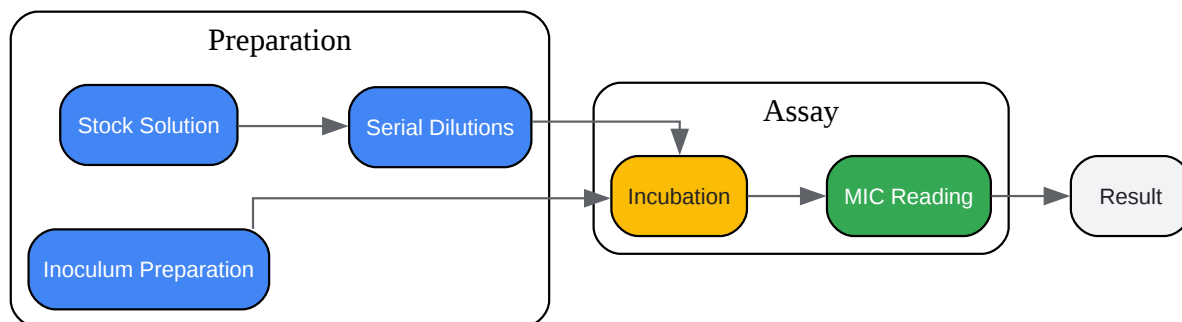 Preparation
Stock Solution
Serial Dilutions
Inoculum Preparation
Assay
Incubation
MIC Reading
Result